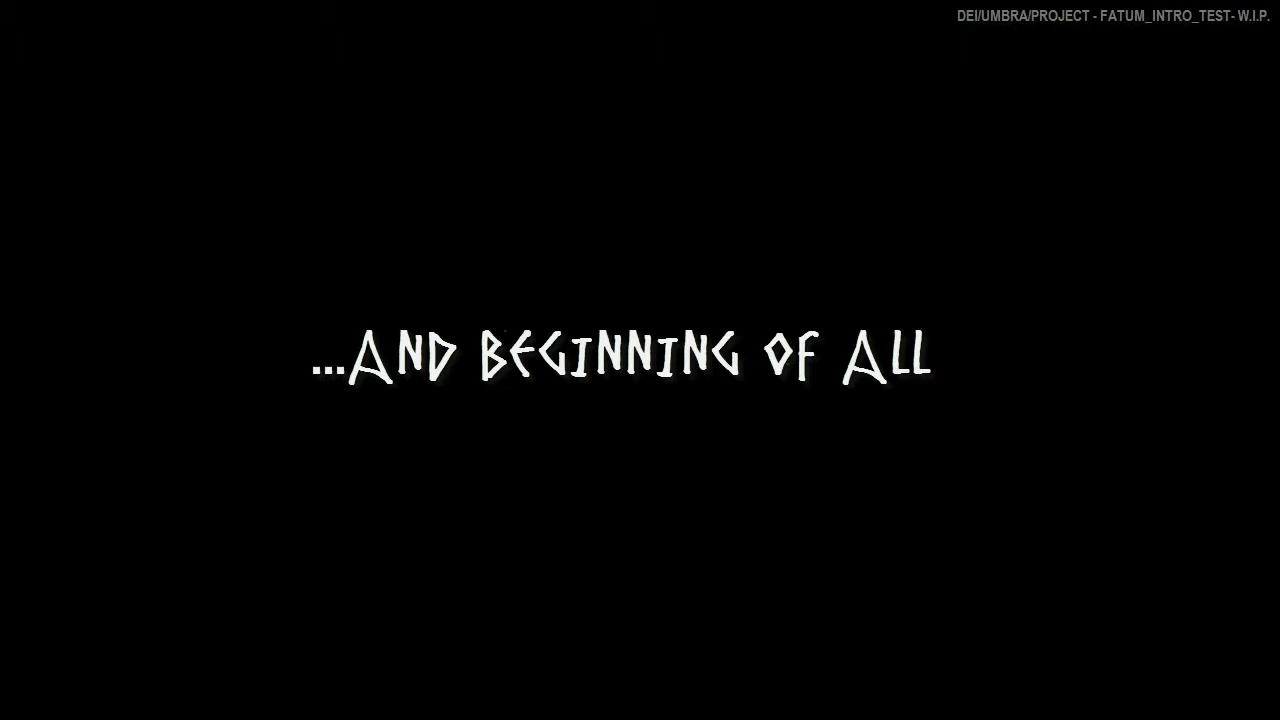 DEI/UMBRA/PROJECT - FATUM_INTRO_TEST- W.I.P.
...AND BEGINNING OF ALL